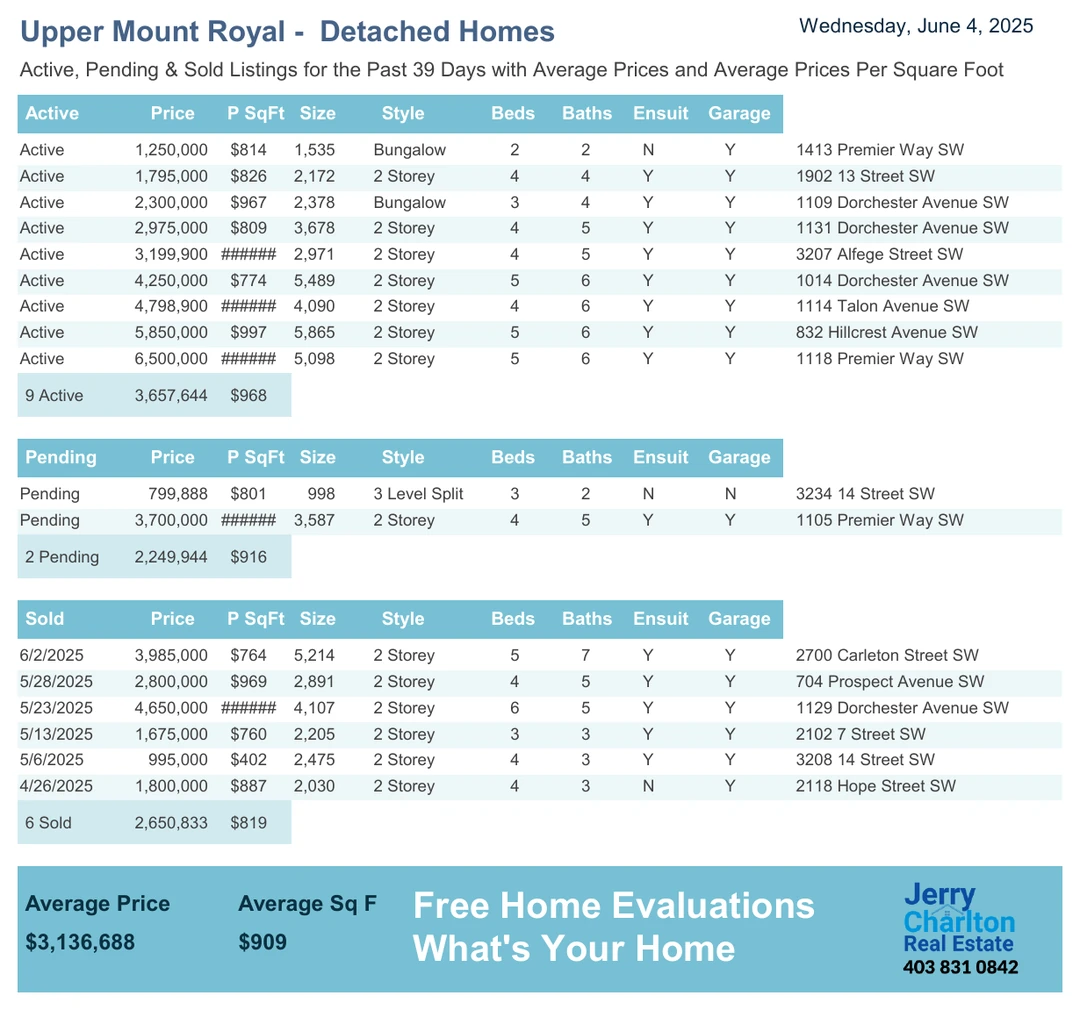 Upper Mount Royal - Detached Homes
Wednesday, June 4, 2025
Active, Pending & Sold Listings for the Past 39 Days with Average Prices and Average Prices Per Square Foot
Active Price P SqFt Size Style Beds Baths Ensuit Garage
Active 1,250,000 $814 1,535 Bungalow 2 2 N Y 1413 Premier Way SW
Active 1,795,000 $826 2,172 2 Storey 4 4 Y Y 1902 13 Street SW
Active 2,300,000 $967 2,378 Bungalow 3 4 Y Y 1109 Dorchester Avenue SW
Active 2,975,000 $809 3,678 2 Storey 4 5 Y Y 1131 Dorchester Avenue SW
Active 3,199,900 ###### 2,971 2 Storey 4 5 Y Y 3207 Alfege Street SW
Active 4,250,000 $774 5,489 2 Storey 5 6 Y Y 1014 Dorchester Avenue SW
Active 4,798,900 ###### 4,090 2 Storey 4 6 Y Y 1114 Talon Avenue SW
Active 5,850,000 $997 5,865 2 Storey 5 6 Y Y 832 Hillcrest Avenue SW
Active 6,500,000 ###### 5,098 2 Storey 5 6 Y Y 1118 Premier Way SW
9 Active 3,657,644 $968
Pending Price P SqFt Size Style Beds Baths Ensuit Garage
Pending 799,888 $801 998 3 Level Split 3 2 N N 3234 14 Street SW
Pending 3,700,000 ###### 3,587 2 Storey 4 5 Y Y 1105 Premier Way SW
2 Pending 2,249,944 $916
Sold Price P SqFt Size Style Beds Baths Ensuit Garage
6/2/2025 3,985,000 $764 5,214 2 Storey 5 7 Y Y 2700 Carleton Street SW
5/28/2025 2,800,000 $969 2,891 2 Storey 4 5 Y Y 704 Prospect Avenue SW
5/23/2025 4,650,000 ###### 4,107 2 Storey 6 5 Y Y 1129 Dorchester Avenue SW
5/13/2025 1,675,000 $760 2,205 2 Storey 3 3 Y Y 2102 7 Street SW
5/6/2025 995,000 $402 2,475 2 Storey 4 3 Y Y 3208 14 Street SW
4/26/2025 1,800,000 $887 2,030 2 Storey 4 3 N Y 2118 Hope Street SW
6 Sold 2,650,833 $819
Average Price Average Sq F
$3,136,688 $909
Free Home Evaluations
What's Your Home
Jerry
Charlton
Real Estate
403 831 0842